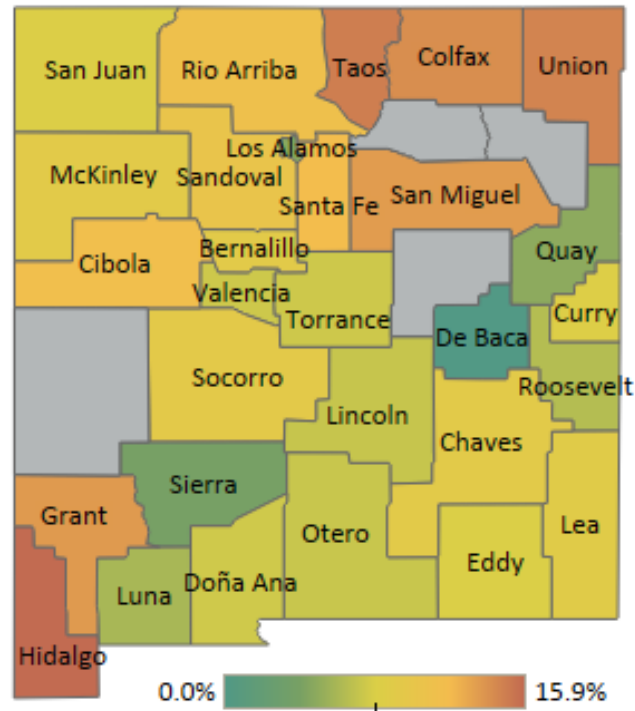 San Juan
Rio Arriba
Taos
Colfax
Union
Los Alamos
McKinley
Sandoval
Santa Fe
San Miguel
Bernalillo
Quay
Cibola
Valencia
Torrance
Curry
De Baca
Socorro
Roosevelt
Lincoln
Chaves
Sierra
Grant
Lea
Otero
Eddy
Luna
Doña Ana
Hidalgo
0.0%
15.9%